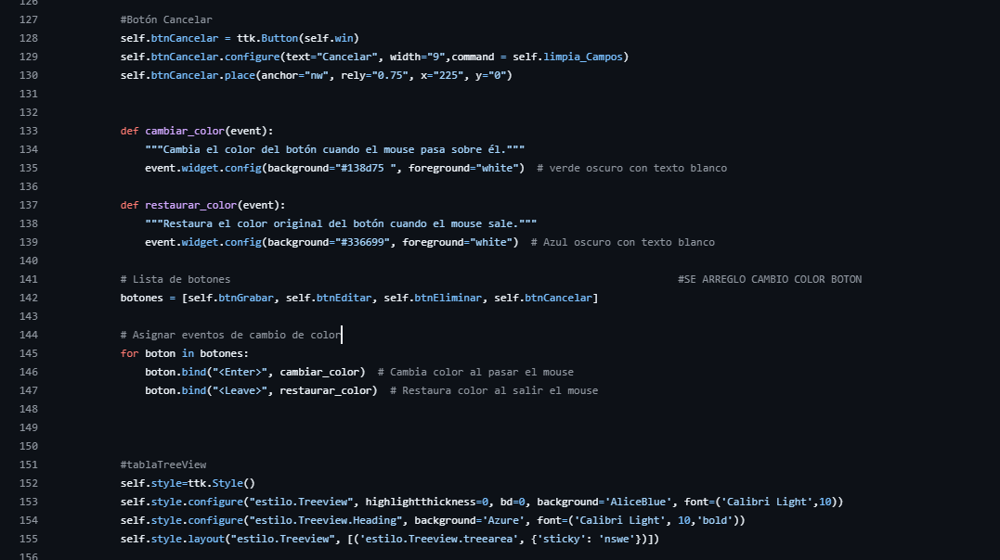 126
127 #Botón Cancelar
128 self.btnCancelar = ttk.Button(self.win)
129 self.btnCancelar.configure(text="Cancelar", width="9",command = self.limpia_Campos)
130 self.btnCancelar.place(anchor="nw", rely="0.75", x="225", y="0")
131
132
133 def cambiar_color(event):
134 """Cambia el color del botón cuando el mouse pasa sobre él."""
135 event.widget.config(background="#138d75 ", foreground="white")  # verde oscuro con texto blanco
136
137 def restaurar_color(event):
138 """Restaura el color original del botón cuando el mouse sale."""
139 event.widget.config(background="#336699", foreground="white")  # Azul oscuro con texto blanco
140
141 # Lista de botones #SE ARREGLO CAMBIO COLOR BOTON
142 botones = [self.btnGrabar, self.btnEditar, self.btnEliminar, self.btnCancelar]
143
144 # Asignar eventos de cambio de color
145 for boton in botones:
146 boton.bind("<Enter>", cambiar_color)  # Cambia color al pasar el mouse
147 boton.bind("<Leave>", restaurar_color)  # Restaura color al salir el mouse
148
149
150
151 #tablaTreeView
152 self.style=ttk.Style()
153 self.style.configure("estilo.Treeview", highlightthickness=0, bd=0, background='AliceBlue', font=('Calibri Light',10))
154 self.style.configure("estilo.Treeview.Heading", background='Azure', font=('Calibri Light', 10,'bold'))
155 self.style.layout("estilo.Treeview", [('estilo.Treeview.treearea', {'sticky': 'nswe'})])
156